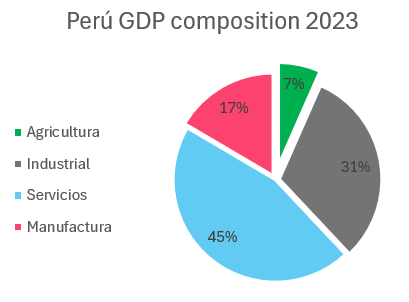 Perú GDP composition 2023
Agricultura
Industrial
Servicios
Manufactura
7%
31%
45%
17%